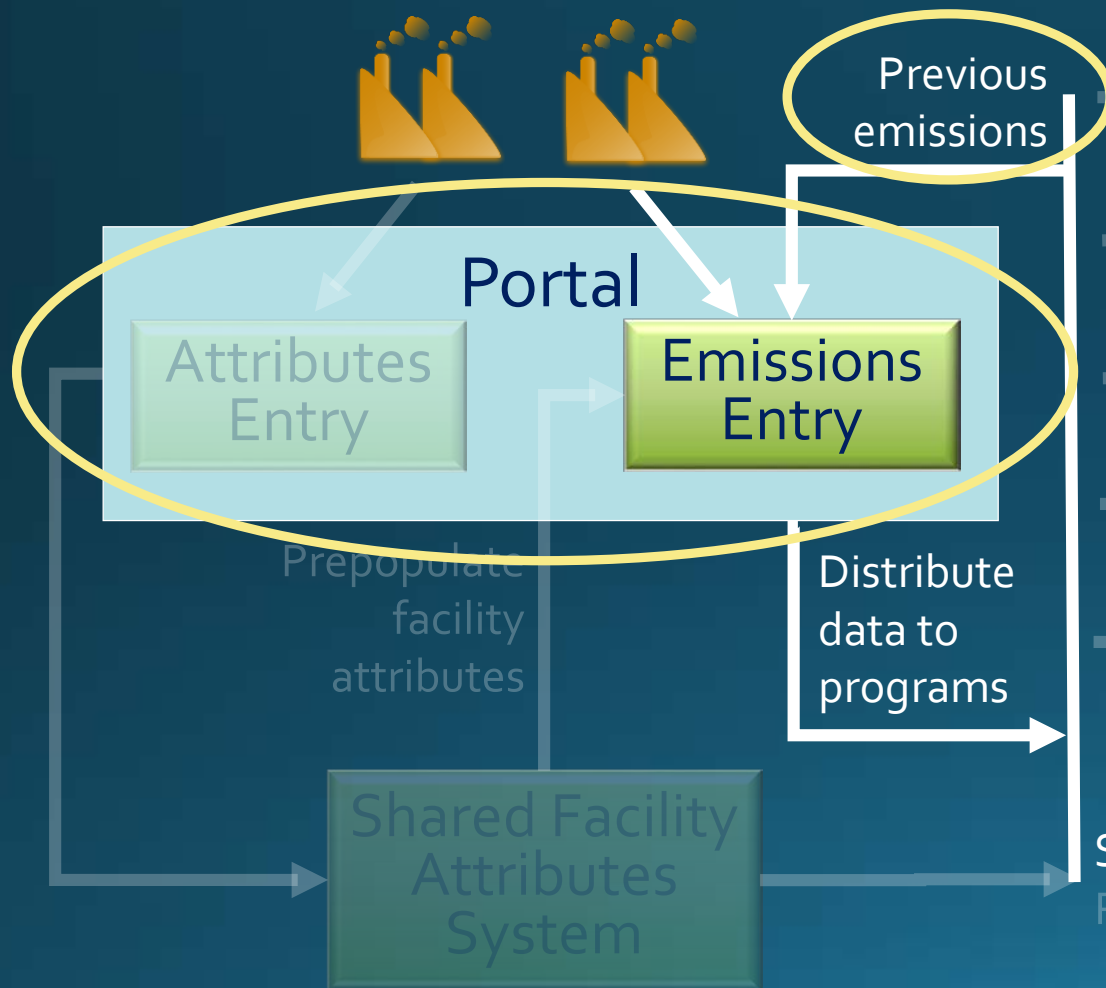 Previous
emissions
Portal
Attributes
Entry
Emissions
Entry
Prepopulate
facility
attributes
Distribute
data to
programs
Shared Facility
Attributes
System